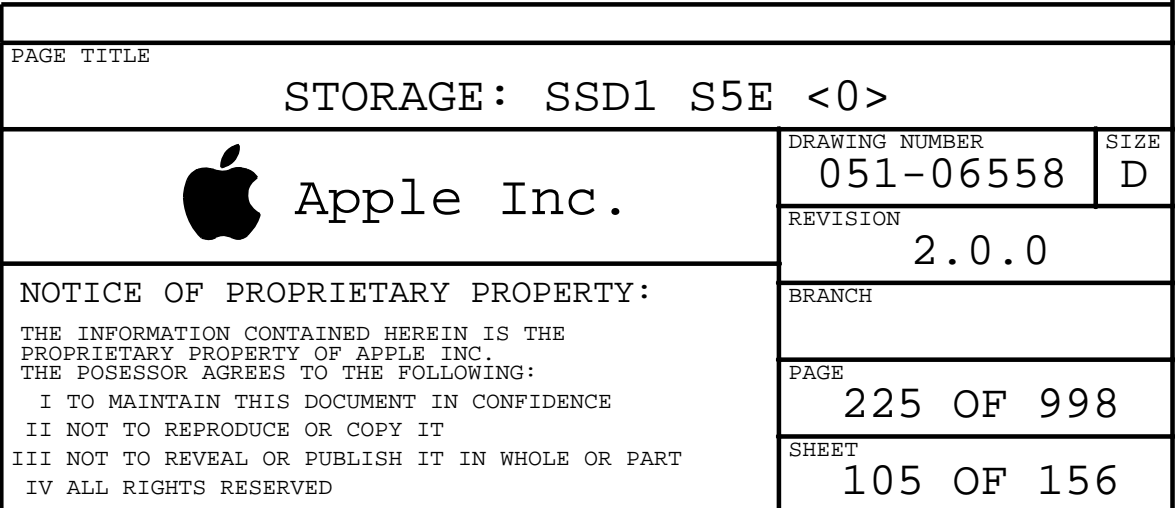 PAGE TITLE
STORAGE: SSD1 S5E <0>
Apple Inc.
DRAWING NUMBER
051-06558
SIZE
D
REVISION
2.0.0
NOTICE OF PROPRIETARY PROPERTY:
THE INFORMATION CONTAINED HEREIN IS THE
PROPRIETARY PROPERTY OF APPLE INC.
THE POSESSOR AGREES TO THE FOLLOWING:
I TO MAINTAIN THIS DOCUMENT IN CONFIDENCE
II NOT TO REPRODUCE OR COPY IT
III NOT TO REVEAL OR PUBLISH IT IN WHOLE OR PART
IV ALL RIGHTS RESERVED
BRANCH
PAGE
225 OF 998
SHEET
105 OF 156